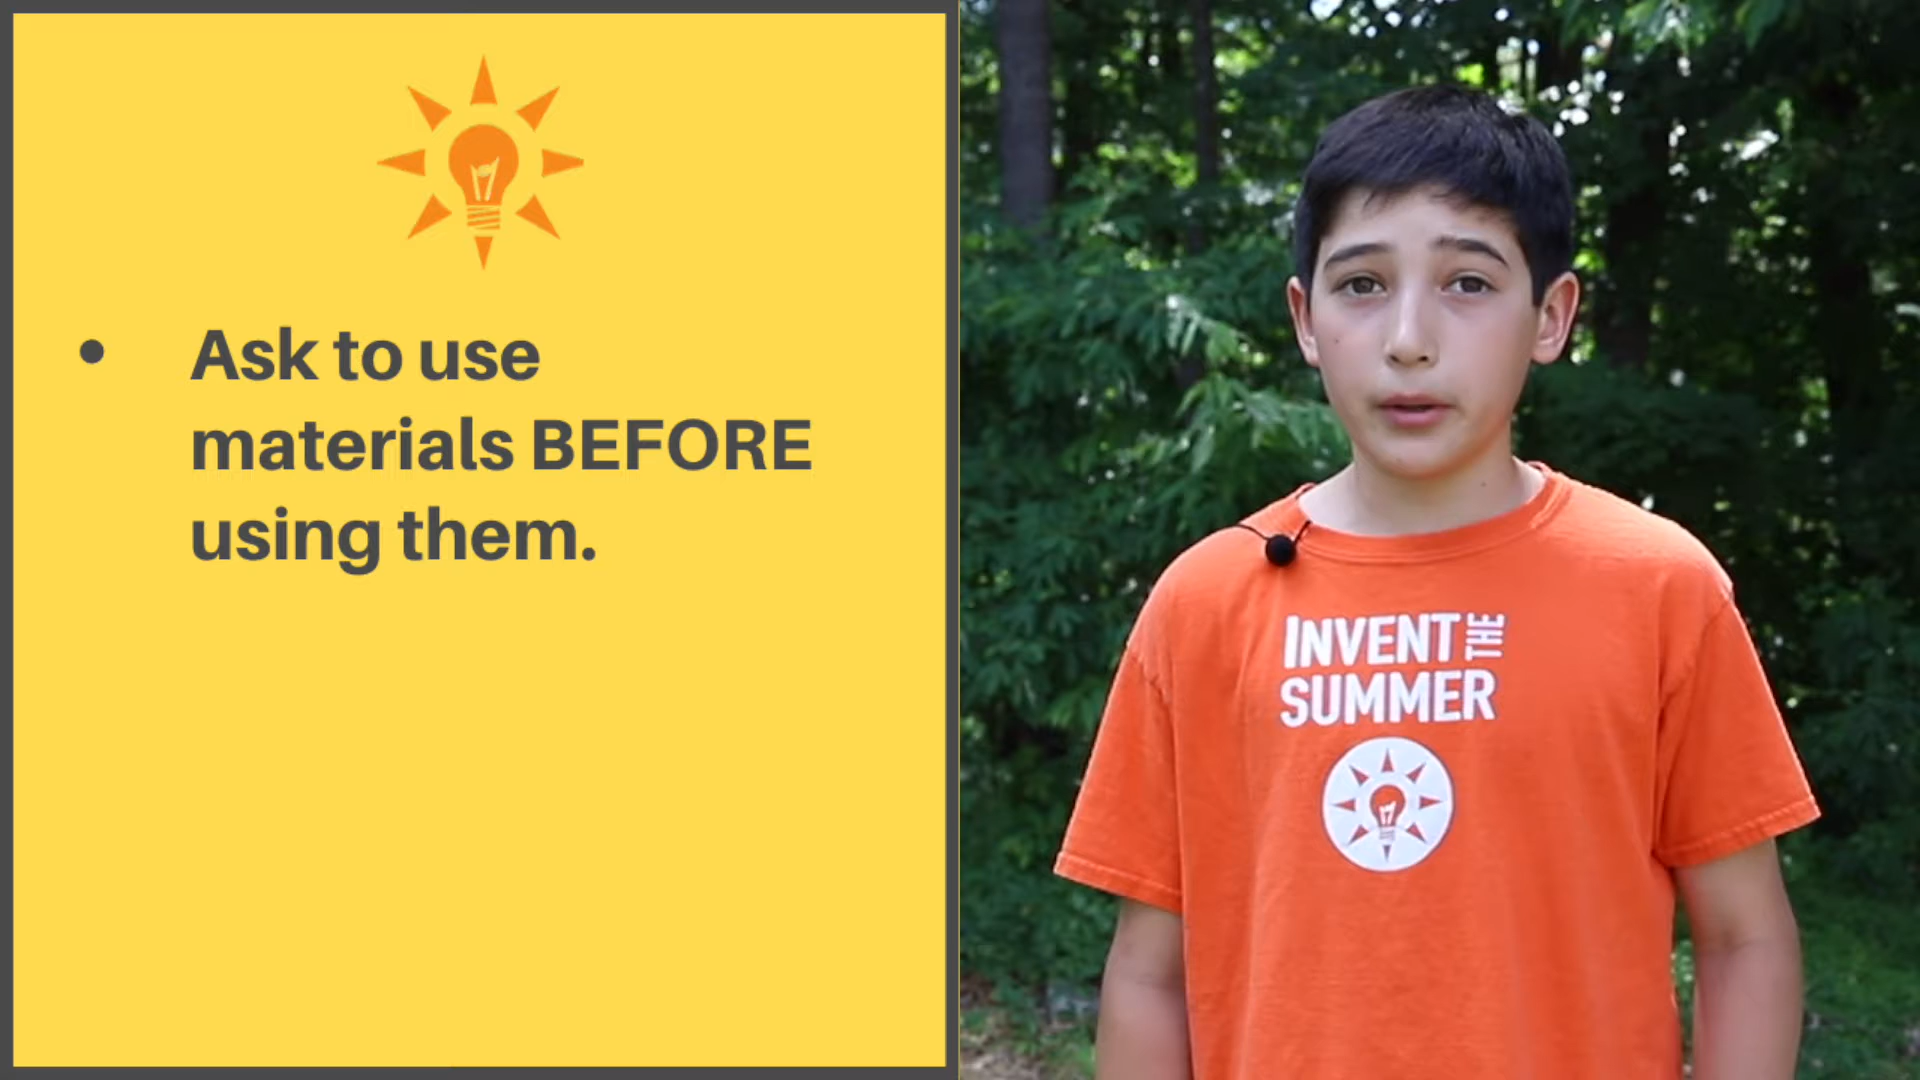 • Ask to use
materials BEFORE
using them.
INVENT THE
SUMMER